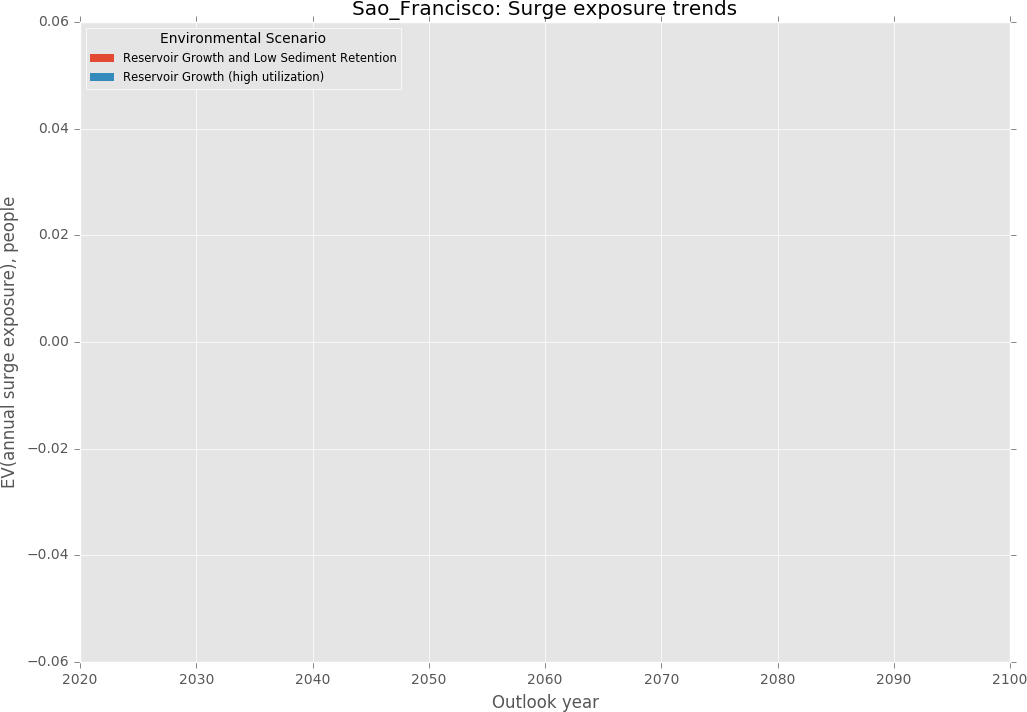 Sao_Francisco: Surge exposure trends
Environmental Scenario
Reservoir Growth and Low Sediment Retention
Reservoir Growth (high utilization)
EV(annual surge exposure), people
0.06
0.04
0.02
0.00
−0.02
−0.04
−0.06
2020 2030 2040 2050 2060 2070 2080 2090 2100
Outlook year